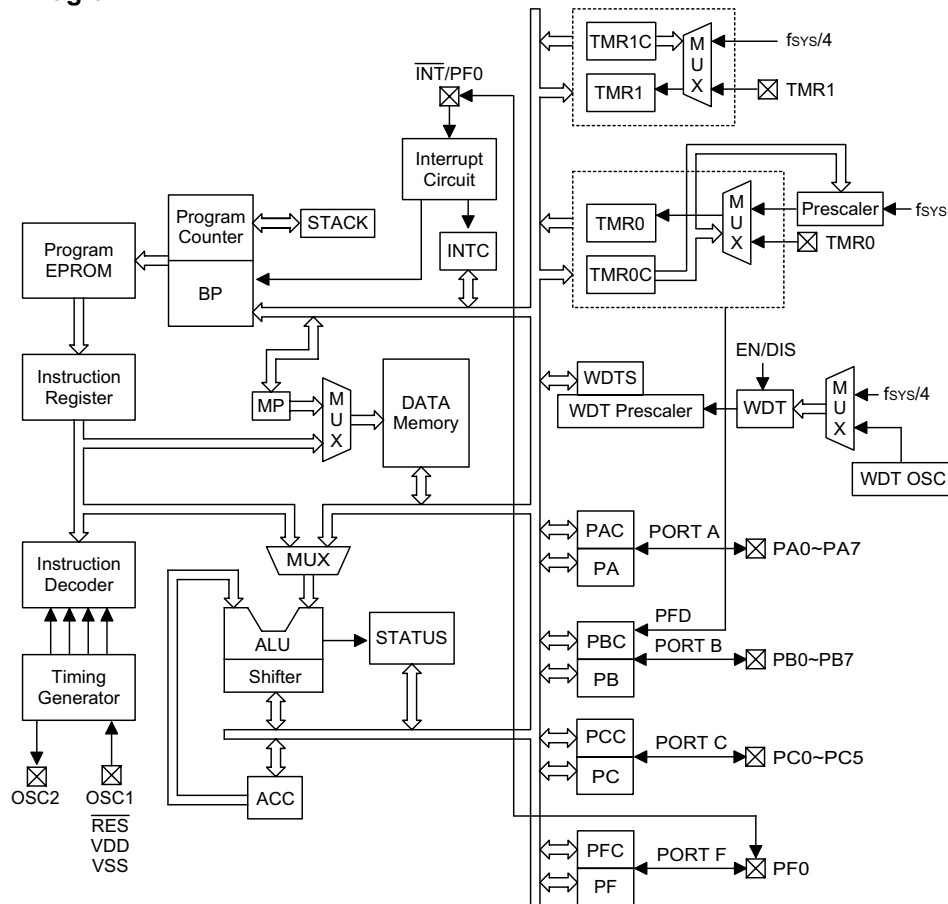 TMR1C
M
U
X
fSYS/4
TMR1
TMR1
INT/PF0
Interrupt
Circuit
INTC
Program
Counter
STACK
BP
Program
EPROM
Instruction
Register
MP
M
U
X
DATA
Memory
TMR0
TMR0C
M
U
X
Prescaler
fSYS
TMR0
EN/DIS
WDTS
WDT Prescaler
WDT
M
U
X
fSYS/4
WDT OSC
Instruction
Decoder
Timing
Generator
OSC2
OSC1
RES
VDD
VSS
MUX
ALU
Shifter
STATUS
ACC
PAC
PA
PORT A
PA0~PA7
PFD
PBC
PB
PORT B
PB0~PB7
PCC
PC
PORT C
PC0~PC5
PFC
PF
PORT F
PF0